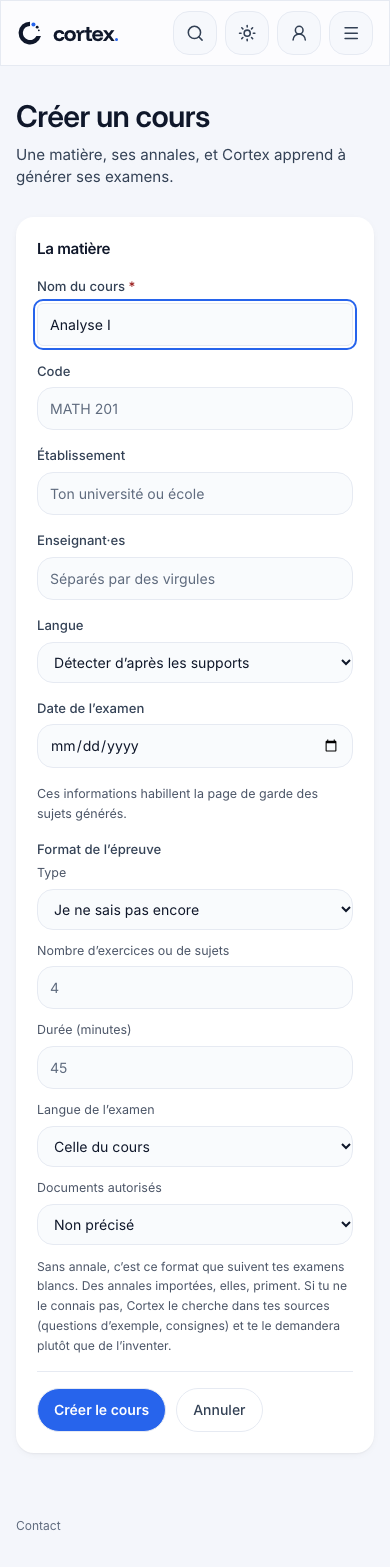 cortex.
Créer un cours
Une matière, ses annales, et Cortex apprend à
générer ses examens.
La matière
Nom du cours *
Analyse I
Code
MATH 201
Établissement
Ton université ou école
Enseignant·es
Séparés par des virgules
Langue
Détecter d’après les supports
Date de l’examen
mm/dd/yyyy
Ces informations habillent la page de garde des
sujets générés.
Format de l’épreuve
Type
Je ne sais pas encore
Nombre d’exercices ou de sujets
4
Durée (minutes)
45
Langue de l’examen
Celle du cours
Documents autorisés
Non précisé
Sans annale, c’est ce format que suivent tes examens
blancs. Des annales importées, elles, priment. Si tu ne
le connais pas, Cortex le cherche dans tes sources
(questions d’exemple, consignes) et te le demandera
plutôt que de l’inventer.
Créer le cours
Annuler
Contact